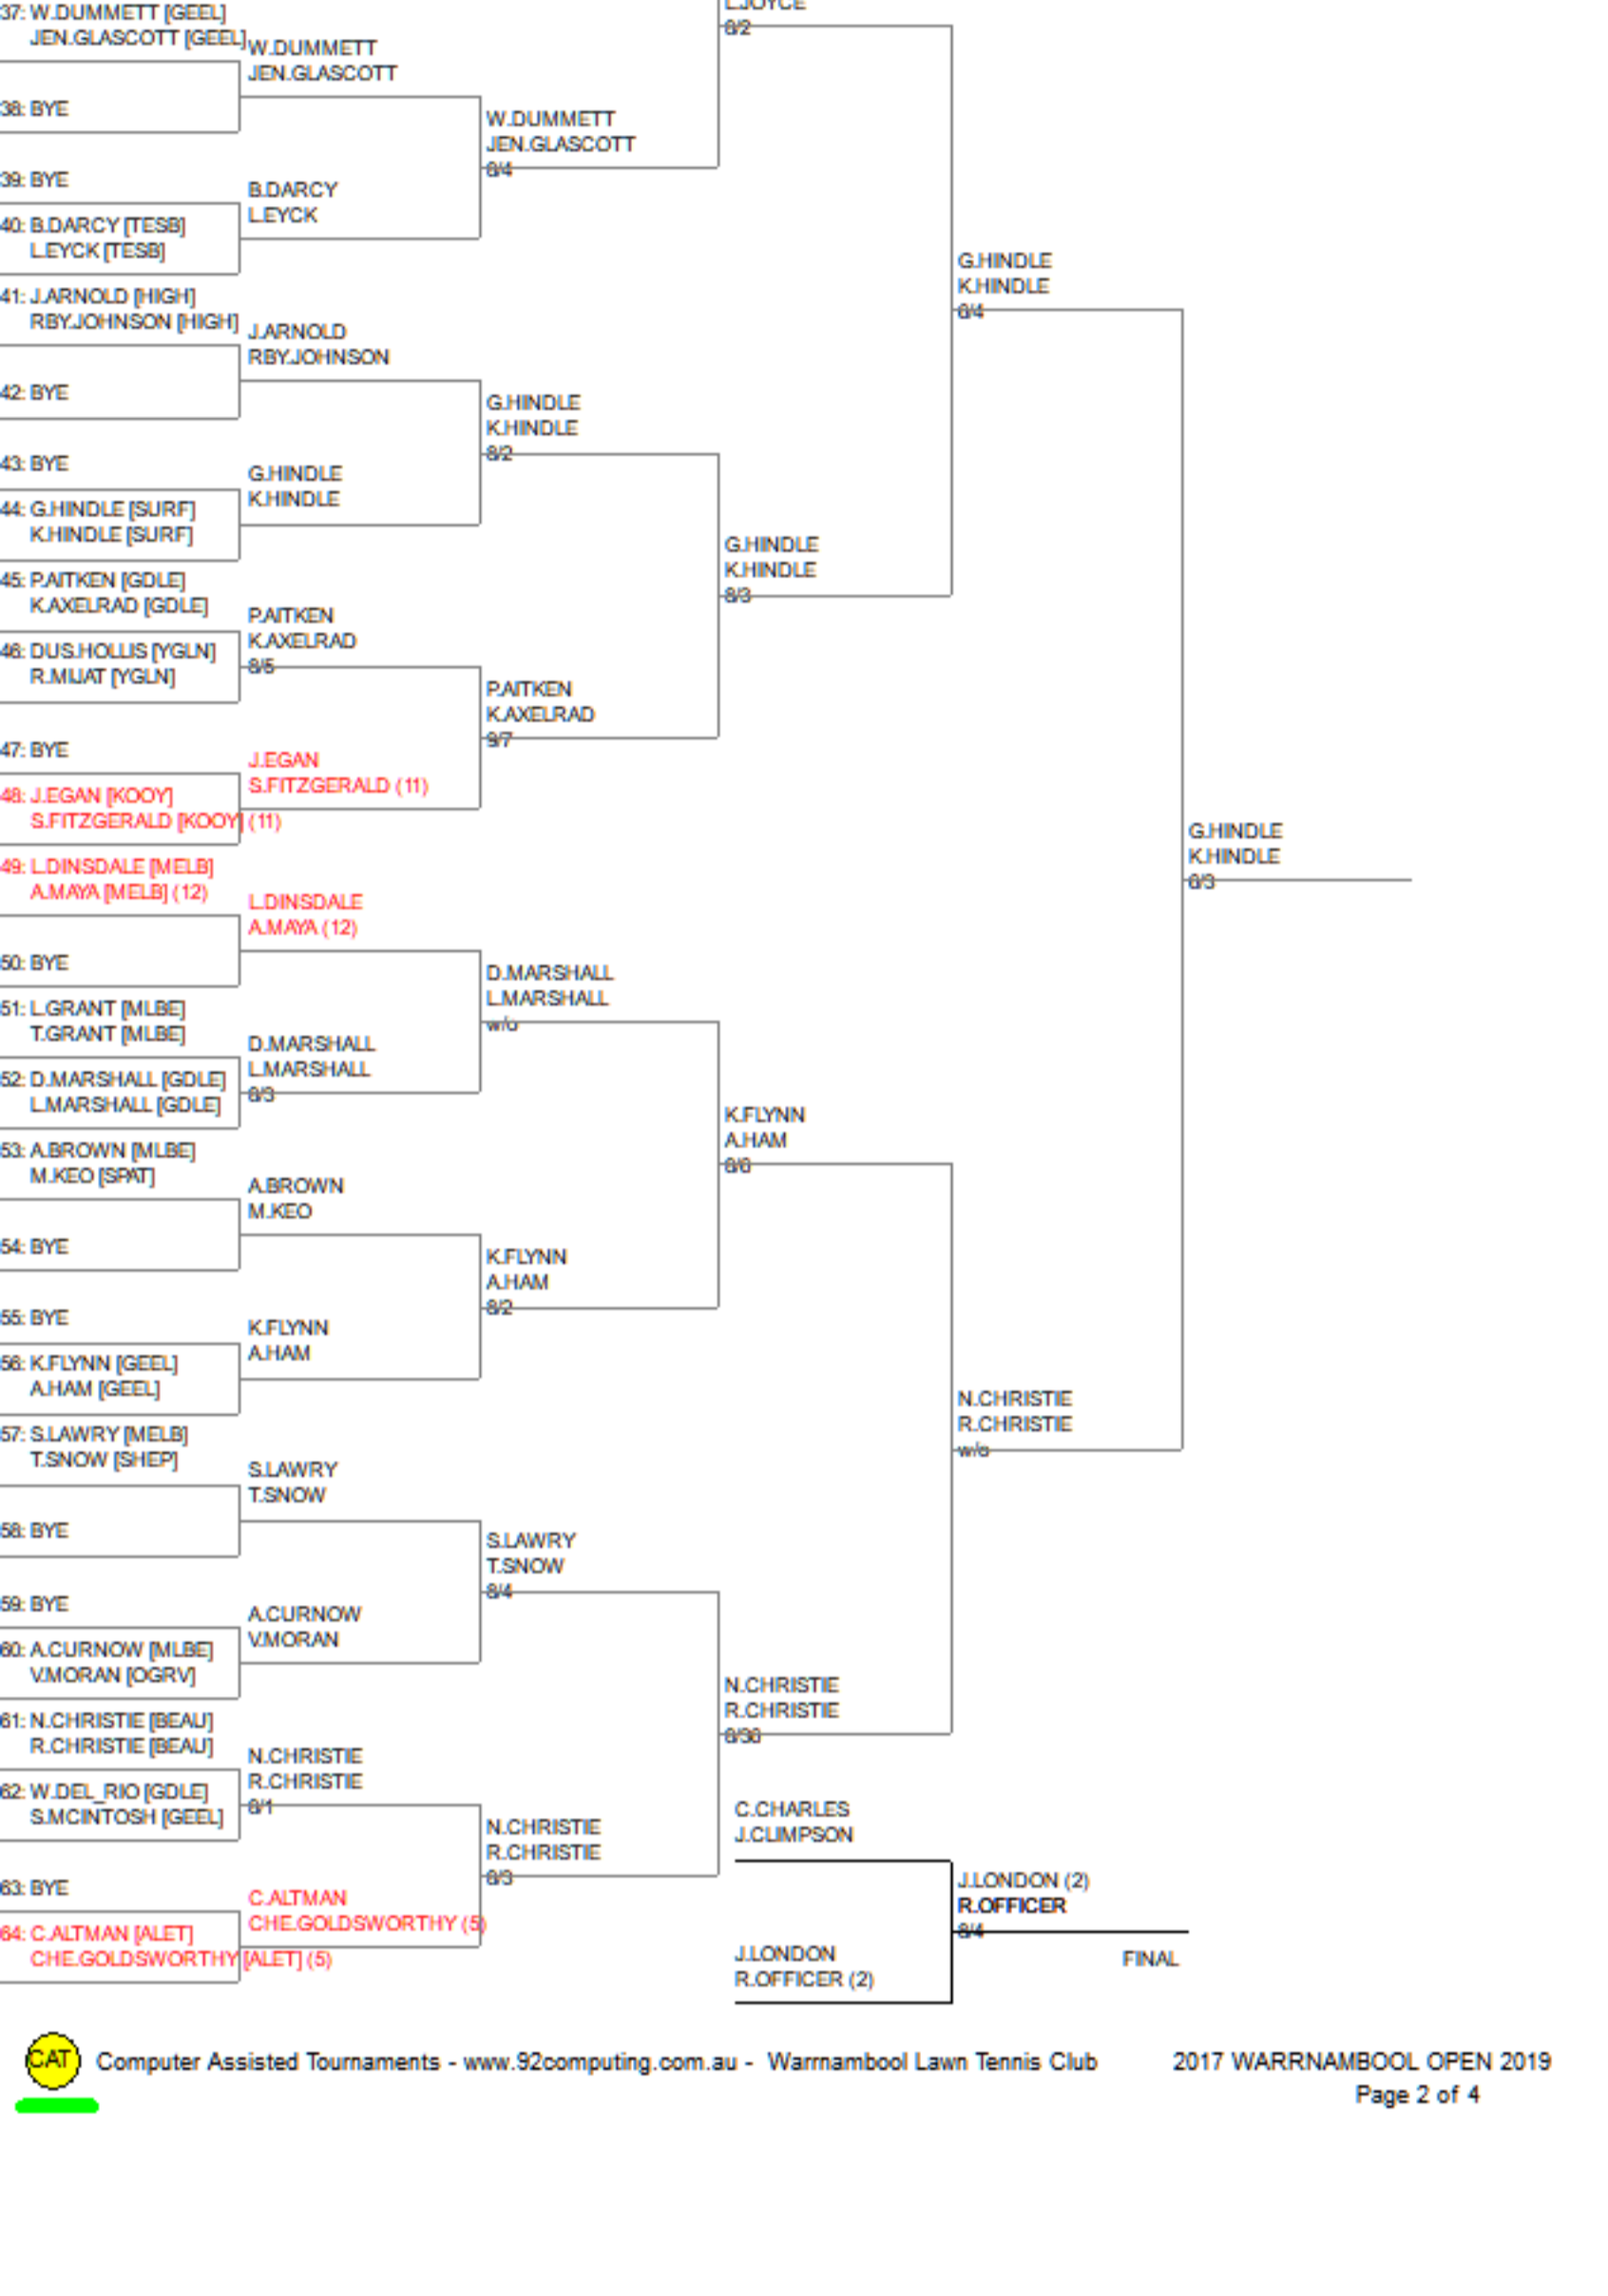 37: W.DUMMETT [GEEL]
JEN.GLASCOTT [GEEL]
38: BYE
39: BYE
40: B.DARCY [TESB]
L.EYCK [TESB]
41: J.ARNOLD [HIGH]
RBY.JOHNSON [HIGH]
42: BYE
43: BYE
44: G.HINDLE [SURF]
K.HINDLE [SURF]
45: P.AITKEN [GDLE]
K.AXELRAD [GDLE]
46: DUS.HOLLIS [YGLN]
R.MIJAT [YGLN]
47: BYE
48: J.EGAN [KOOY]
S.FITZGERALD [KOOY] (11)
49: L.DINSDALE [MELB]
A.MAYA [MELB] (12)
50: BYE
51: L.GRANT [MLBE]
T.GRANT [MLBE]
52: D.MARSHALL [GDLE]
L.MARSHALL [GDLE]
53: A.BROWN [MLBE]
M.KEO [SPAT]
54: BYE
55: BYE
56: K.FLYNN [GEEL]
A.HAM [GEEL]
57: S.LAWRY [MELB]
T.SNOW [SHEP]
58: BYE
59: BYE
60: A.CURNOW [MLBE]
V.MORAN [OGRV]
61: N.CHRISTIE [BEAU]
R.CHRISTIE [BEAU]
62: W.DEL_RIO [GDLE]
S.MCINTOSH [GEEL]
63: BYE
64: C.ALTMAN [ALET]
CHE.GOLDSWORTHY [ALET] (5)
W.DUMMETT
JEN.GLASCOTT
B.DARCY
L.EYCK
J.ARNOLD
RBY.JOHNSON
G.HINDLE
K.HINDLE
P.AITKEN
K.AXELRAD
8/5
J.EGAN
S.FITZGERALD (11)
L.DINSDALE
A.MAYA (12)
D.MARSHALL
L.MARSHALL
8/3
A.BROWN
M.KEO
K.FLYNN
A.HAM
S.LAWRY
T.SNOW
A.CURNOW
V.MORAN
N.CHRISTIE
R.CHRISTIE
8/1
C.ALTMAN
CHE.GOLDSWORTHY (5)
W.DUMMETT
JEN.GLASCOTT
8/4
G.HINDLE
K.HINDLE
8/2
P.AITKEN
K.AXELRAD
9/7
D.MARSHALL
L.MARSHALL
w/o
K.FLYNN
A.HAM
8/2
S.LAWRY
T.SNOW
8/4
N.CHRISTIE
R.CHRISTIE
8/3
L.JOYCE
8/2
G.HINDLE
K.HINDLE
8/3
K.FLYNN
A.HAM
N.CHRISTIE
R.CHRISTIE
G.HINDLE
K.HINDLE
N.CHRISTIE
R.CHRISTIE
w/o
G.HINDLE
K.HINDLE
C.CHARLES
J.CLIMPSON
J.LONDON
R.OFFICER (2)
J.LONDON (2)
R.OFFICER
8/4
FINAL
CAT Computer Assisted Tournaments - www.92computing.com.au - Warrnambool Lawn Tennis Club 2017 WARRNAMBOOL OPEN 2019
Page 2 of 4